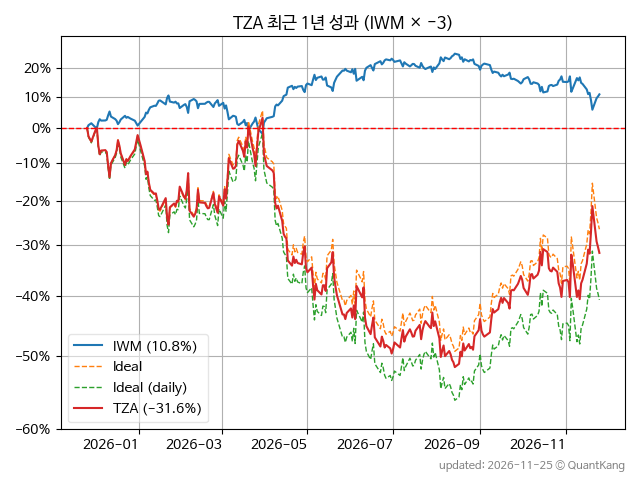 TZA 최근 1년 성과 (IWM × −3)
20%
10%
0%
−10%
−20%
−30%
−40%
−50%
−60%
IWM (10.8%)
Ideal
Ideal (daily)
TZA (−31.6%)
2026-01 2026-03 2026-05 2026-07 2026-09 2026-11
updated: 2026-11-25 © QuantKang